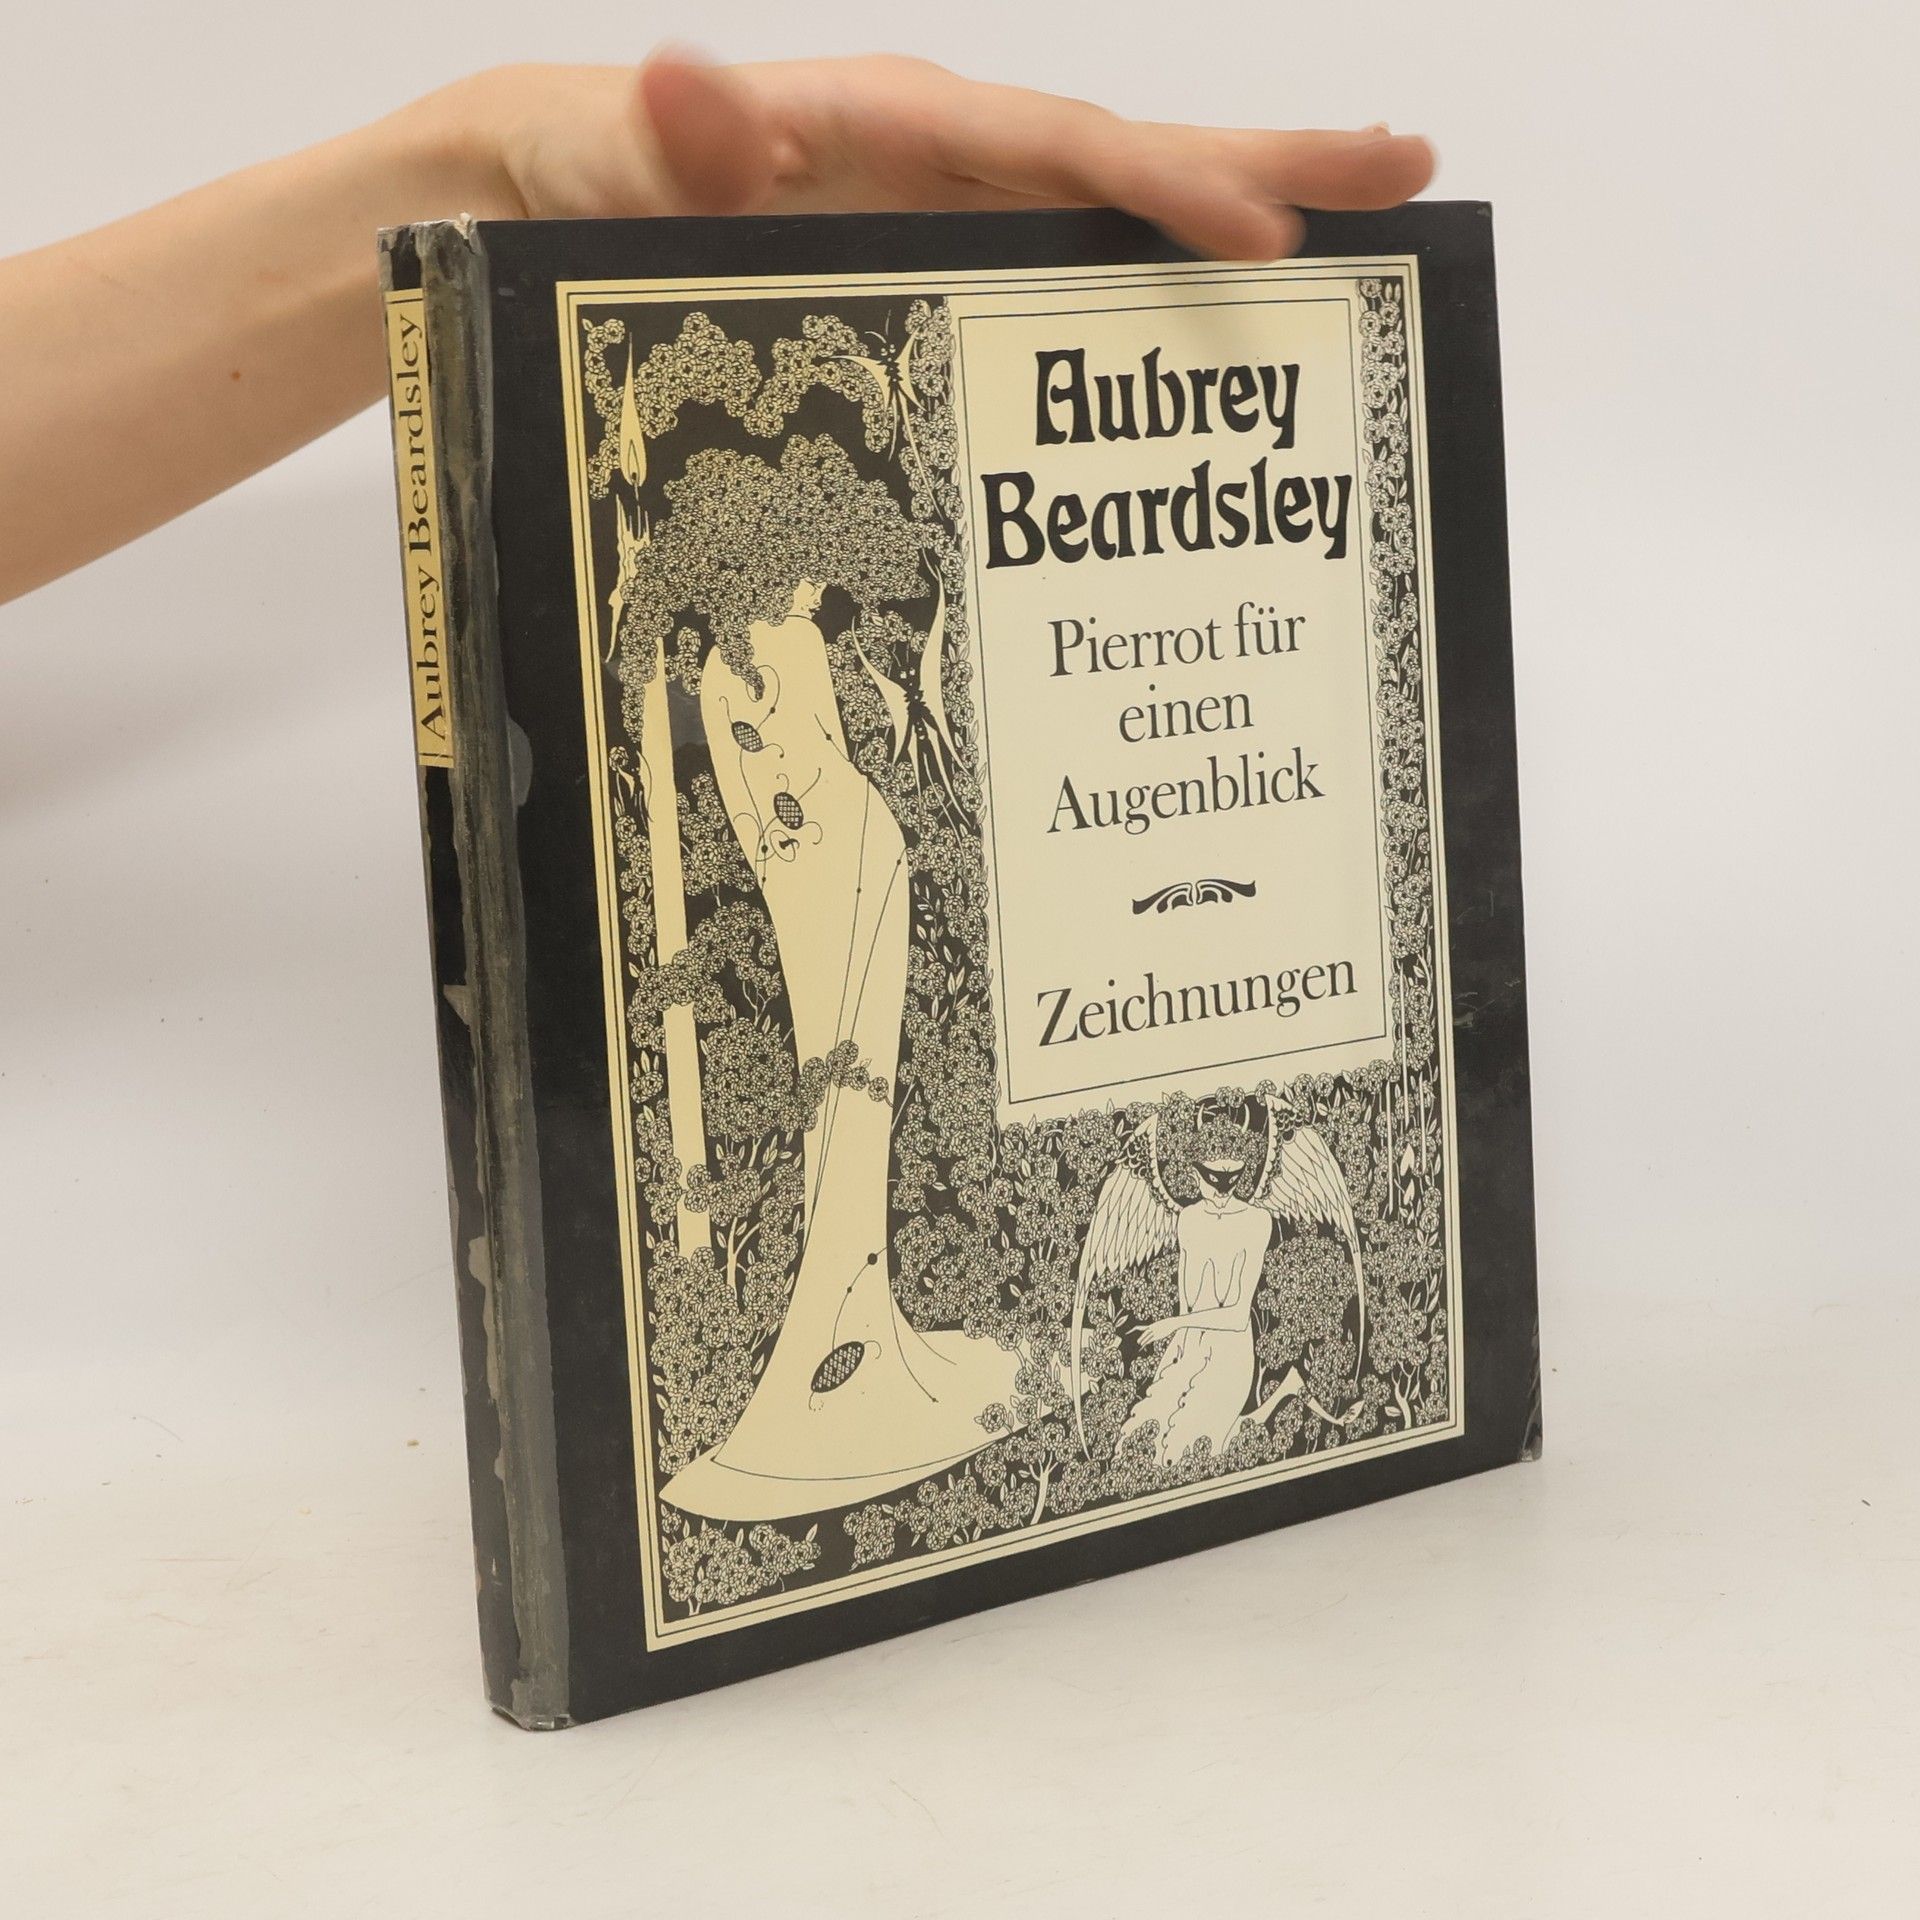 Aubrey Beardsley
Aubrey
Beardsley
Pierrot für
einen
Augenblick
Zeichnungen